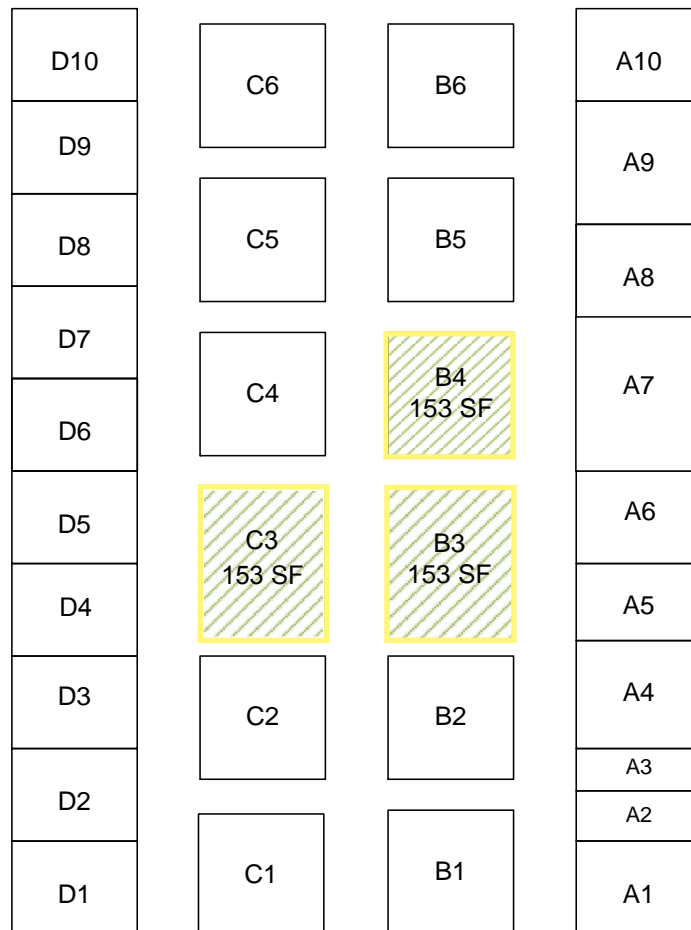 D10
C6
B6
A10
D9
A9
D8
C5
B5
A8
D7
C4
B4
153 SF
A7
D6
D5
C3
153 SF
B3
153 SF
A6
D4
A5
D3
C2
B2
A4
A3
D2
A2
D1
C1
B1
A1